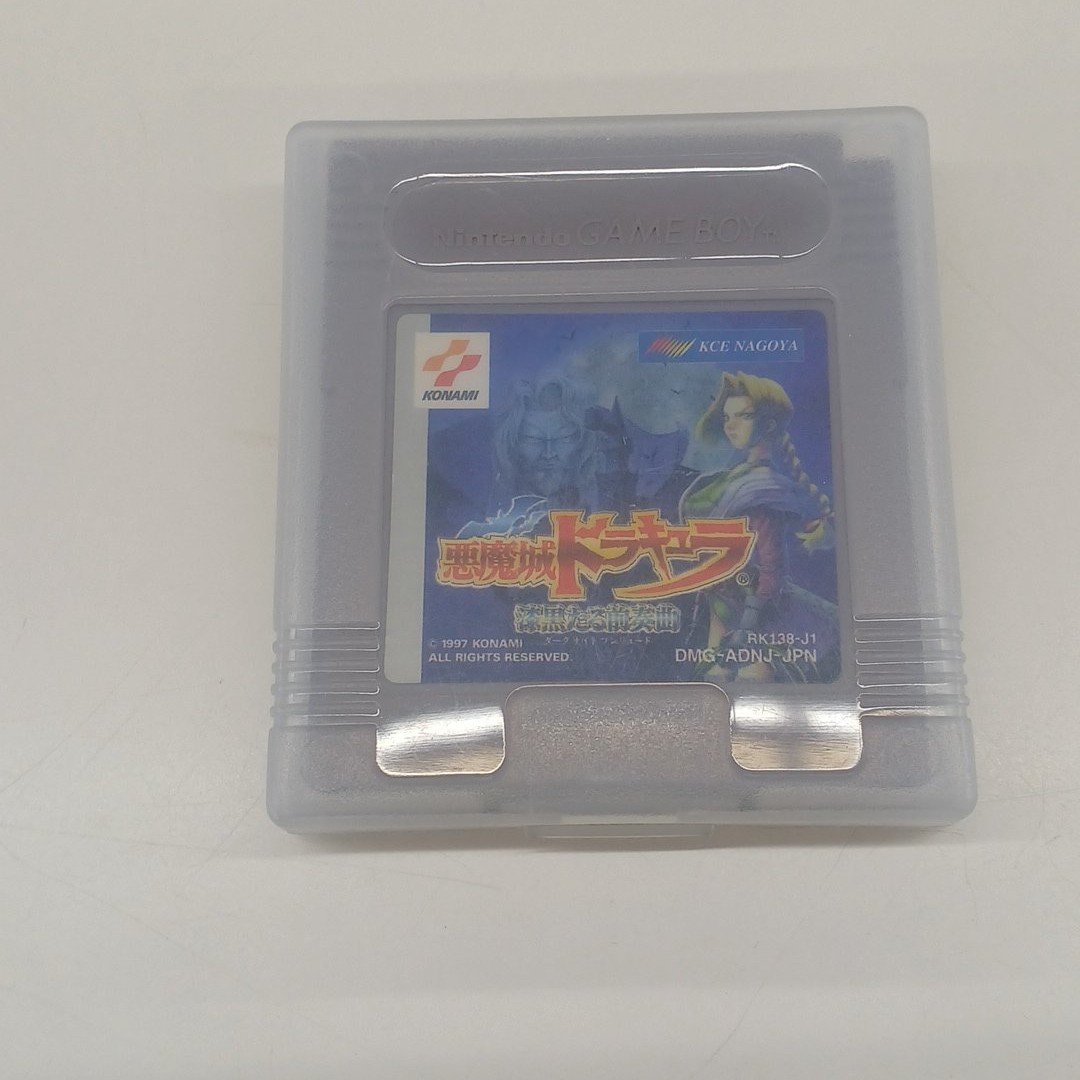 Nintendo GAME BOY
KONAMI
KCE NAGOYA
悪魔城ドラキュラ®
漆黒たる前奏曲
ダークナイトプレリュード
© 1997 KONAMI
ALL RIGHTS RESERVED.
RK138-J1
DMG-ADNJ-JPN